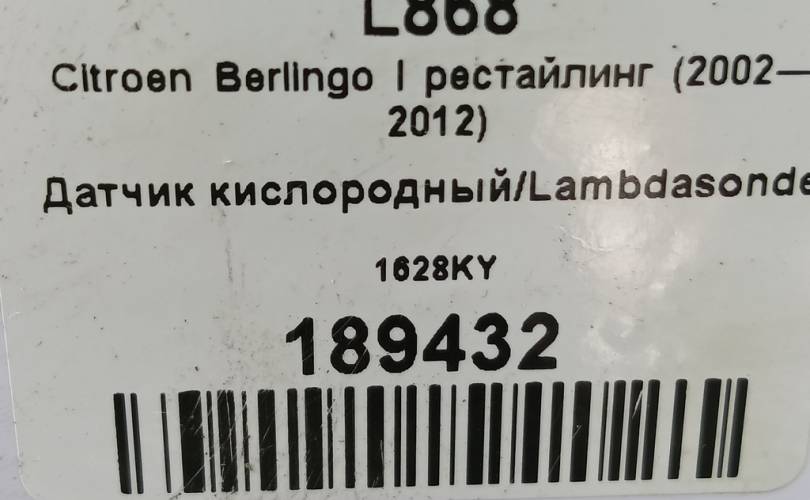 L868
Citroen Berlingo I рестайлинг (2002—
2012)
Датчик кислородный/Lambdasonde
1628KY
189432